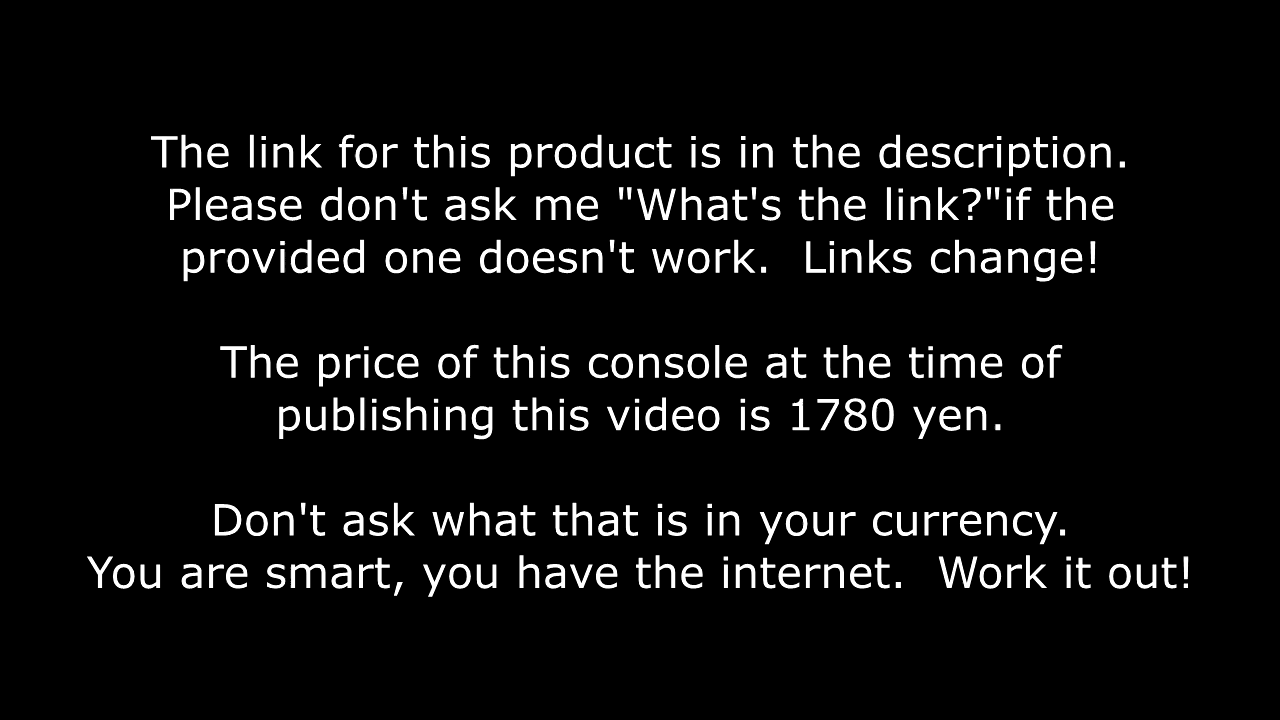 The link for this product is in the description.
Please don't ask me "What's the link?"if the
provided one doesn't work.  Links change!
The price of this console at the time of
publishing this video is 1780 yen.
Don't ask what that is in your currency.
You are smart, you have the internet.  Work it out!